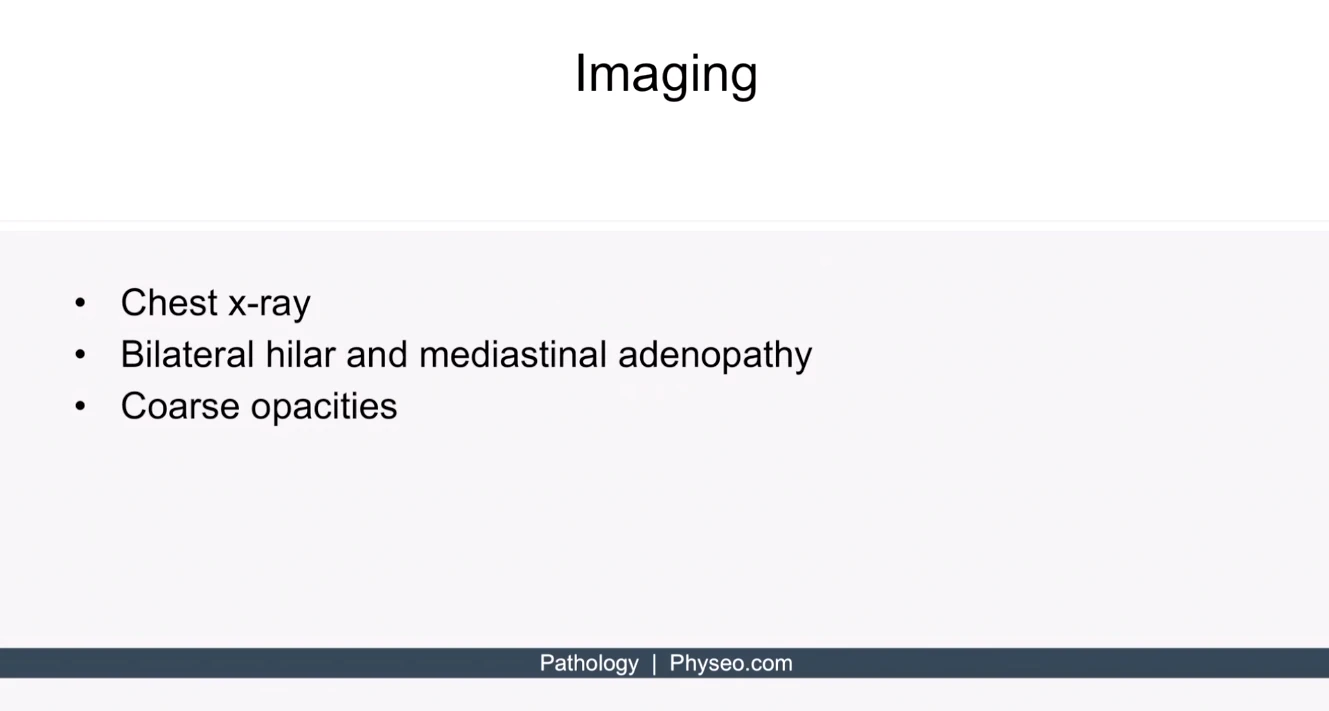 Imaging
• Chest x-ray
• Bilateral hilar and mediastinal adenopathy
• Coarse opacities
Pathology | Physeo.com